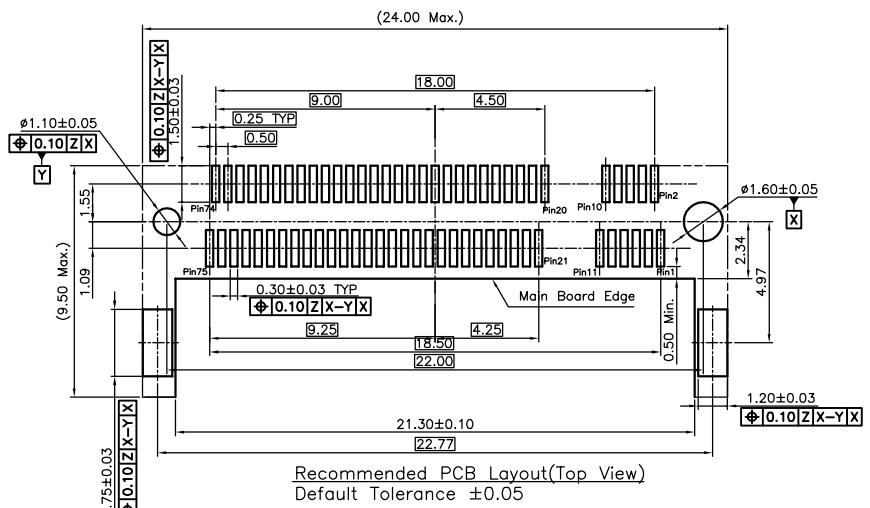 (24.00 Max.)
18.00
9.00
4.50
0.25 TYP
0.50
⌖ 0.10 Z X-Y X
1.50±0.03
ø1.10±0.05
⌖ 0.10 Z X
Y
ø1.60±0.05
X
Pin74
Pin20
Pin10
Pin2
1.55
(9.50 Max.)
1.09
2.34
4.97
Pin75
Pin21
Pin11
Pin1
0.30±0.03 TYP
⌖ 0.10 Z X-Y X
Main Board Edge
0.50 Min.
9.25
4.25
18.50
22.00
1.20±0.03
⌖ 0.10 Z X-Y X
21.30±0.10
22.77
.75±0.03
0.10 Z X-Y X
Recommended PCB Layout(Top View)
Default Tolerance ±0.05